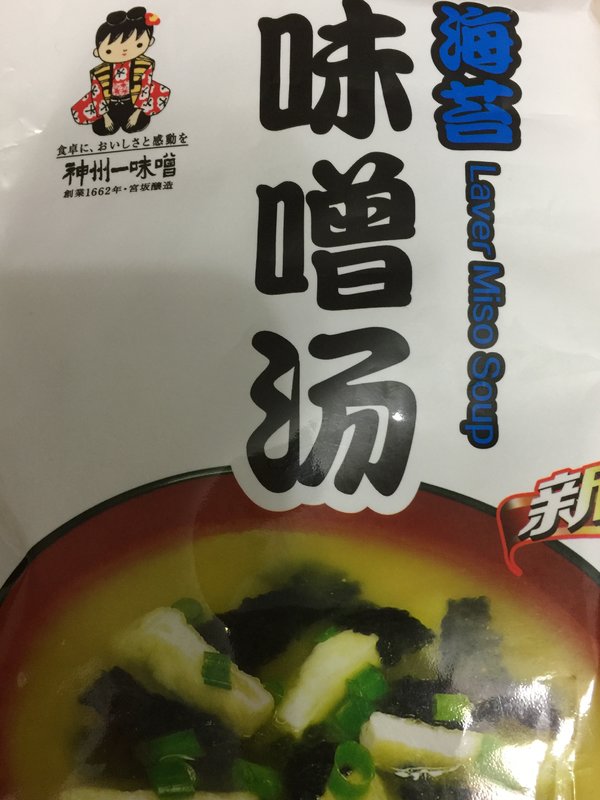 食卓に、おいしさと感動を
神州一味噌
創業1662年・宮坂醸造
味噌汤
海苔
Laver Miso Soup
新